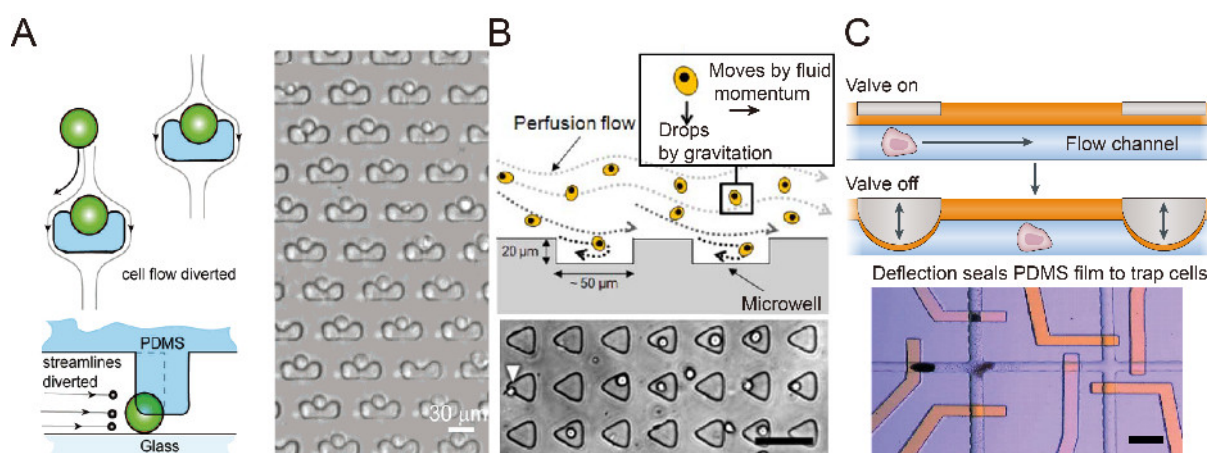 A
cell flow diverted
PDMS
streamlines
diverted
Glass
30 μm
B
Moves by fluid
momentum
Drops
by gravitation
Perfusion flow
20 μm
~ 50 μm
Microwell
C
Valve on
Flow channel
Valve off
Deflection seals PDMS film to trap cells